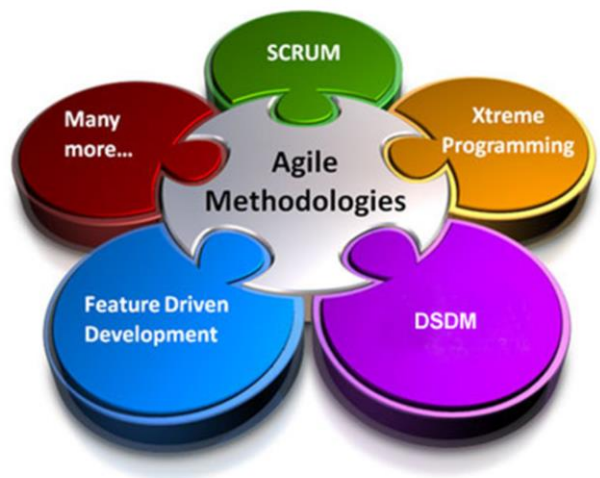 SCRUM
Many
more...
Xtreme
Programming
Agile
Methodologies
Feature Driven
Development
DSDM